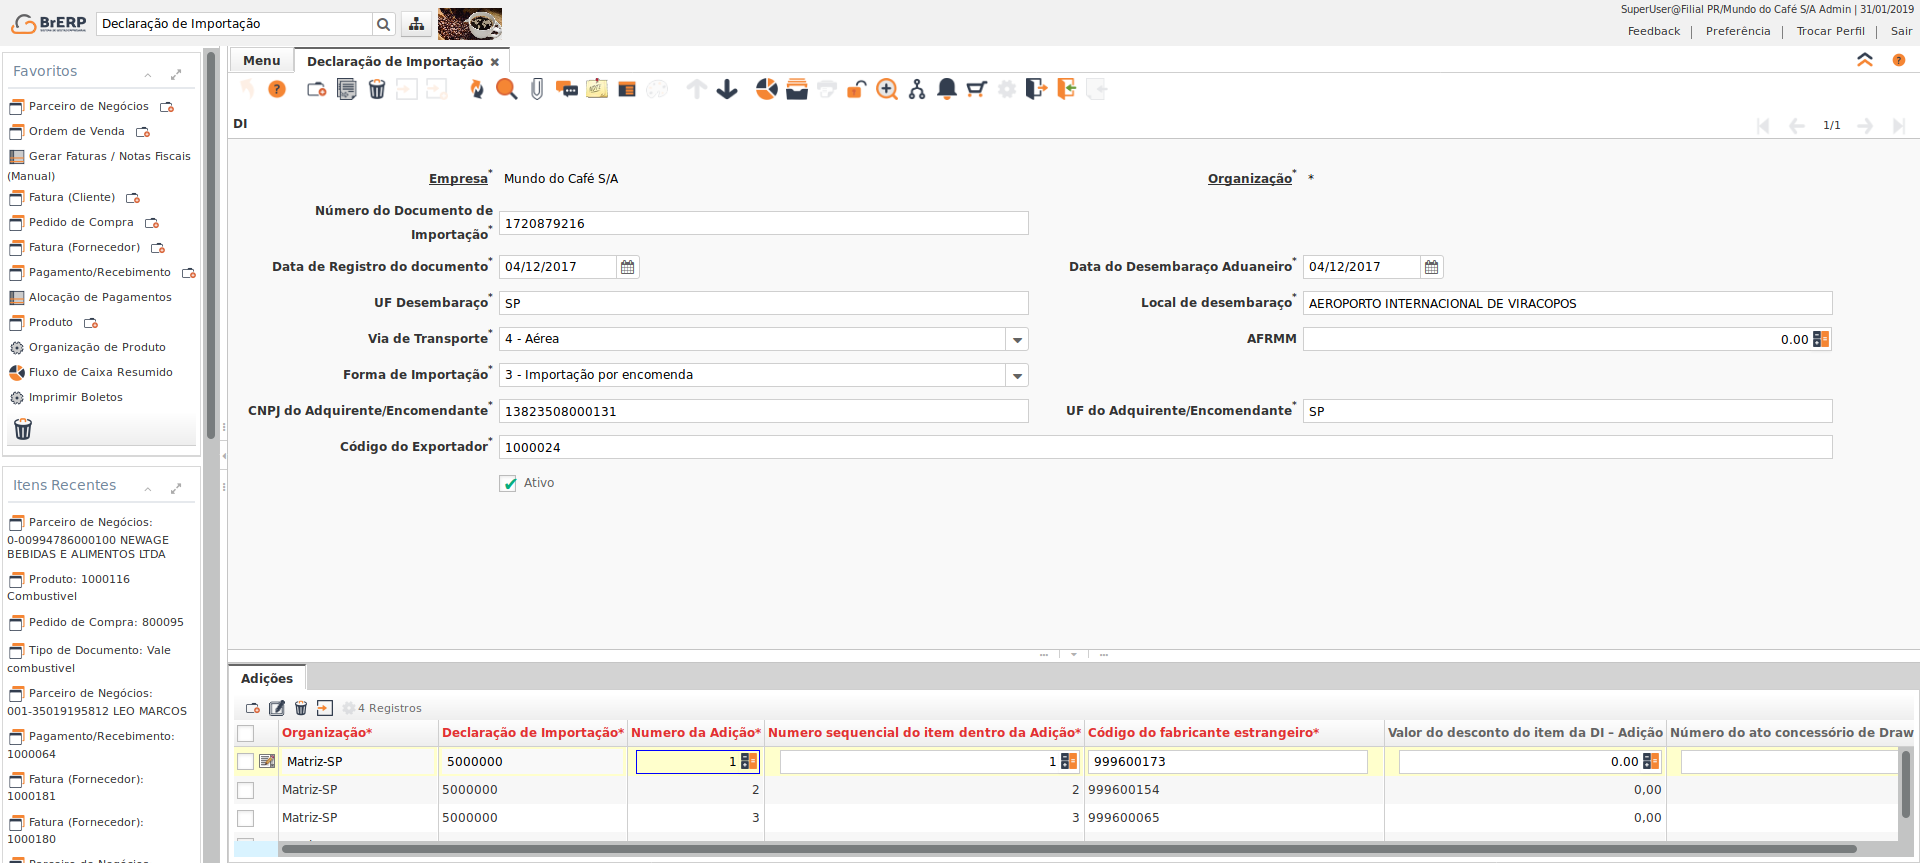 BrERP
Declaração de Importação
SuperUser@Filial PR/Mundo do Café S/A Admin | 31/01/2019
Feedback | Preferência | Trocar Perfil | Sair
Favoritos
Parceiro de Negócios
Ordem de Venda
Gerar Faturas / Notas Fiscais
(Manual)
Fatura (Cliente)
Pedido de Compra
Fatura (Fornecedor)
Pagamento/Recebimento
Alocação de Pagamentos
Produto
Organização de Produto
Fluxo de Caixa Resumido
Imprimir Boletos
Itens Recentes
Parceiro de Negócios:
0-00994786000100 NEWAGE
BEBIDAS E ALIMENTOS LTDA
Produto: 1000116
Combustivel
Pedido de Compra: 800095
Tipo de Documento: Vale
combustivel
Parceiro de Negócios:
001-35019195812 LEO MARCOS
Pagamento/Recebimento:
1000064
Fatura (Fornecedor):
1000181
Fatura (Fornecedor):
1000180
Menu
Declaração de Importação
DI
1/1
Empresa* Mundo do Café S/A
Organização* *
Número do Documento de
Importação* 1720879216
Data de Registro do documento* 04/12/2017
Data do Desembaraço Aduaneiro* 04/12/2017
UF Desembaraço* SP
Local de desembaraço* AEROPORTO INTERNACIONAL DE VIRACOPOS
Via de Transporte* 4 - Aérea
AFRMM 0.00
Forma de Importação* 3 - Importação por encomenda
CNPJ do Adquirente/Encomendante* 13823508000131
UF do Adquirente/Encomendante* SP
Código do Exportador* 1000024
Ativo
Adições
4 Registros
Organização* Declaração de Importação* Numero da Adição* Numero sequencial do item dentro da Adição* Código do fabricante estrangeiro* Valor do desconto do item da DI – Adição Número do ato concessório de Draw
Matriz-SP 5000000 1 1 999600173 0.00
Matriz-SP 5000000 2 2 999600154 0,00
Matriz-SP 5000000 3 3 999600065 0,00